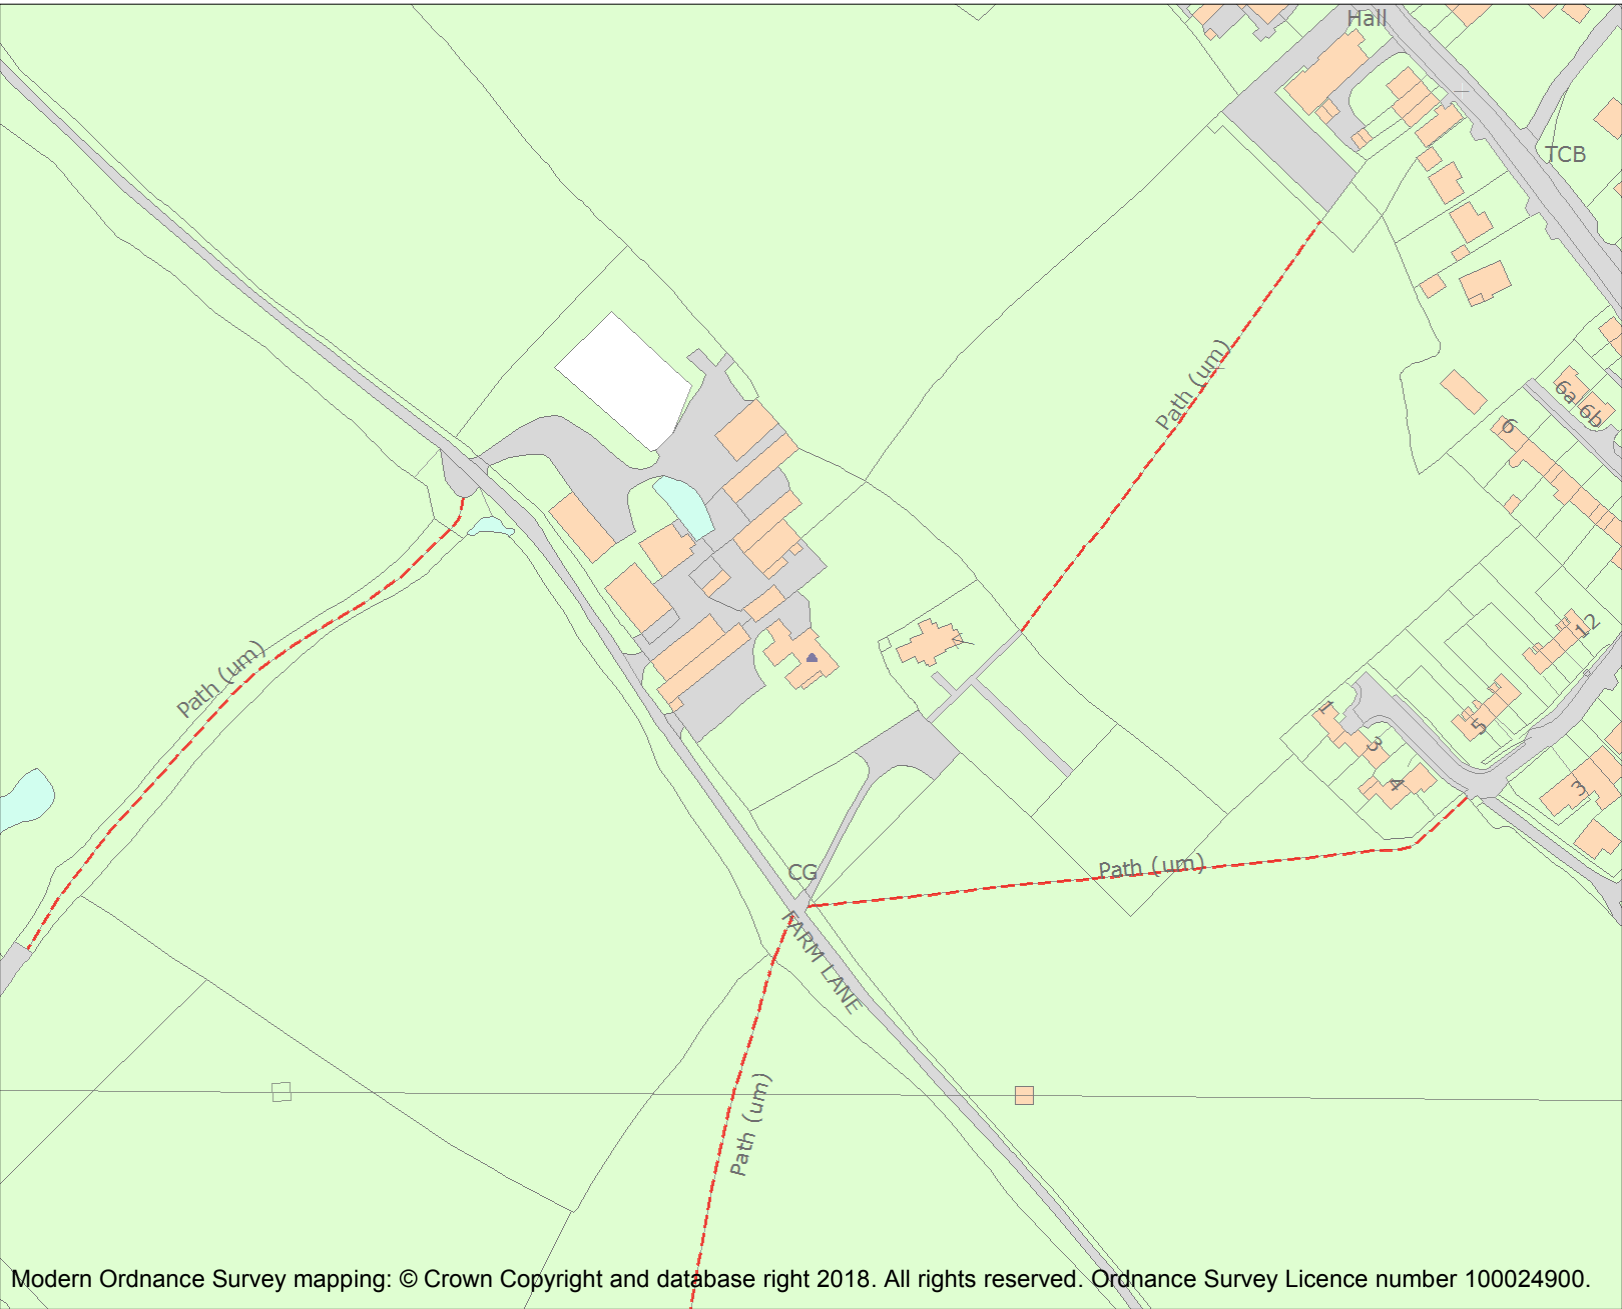 Hall
TCB
Path (um)
6a 6b
6
12
Path (um)
1
5
3
3
4
Path (um)
CG
FARM LANE
Path (um)
Modern Ordnance Survey mapping: © Crown Copyright and database right 2018. All rights reserved. Ordnance Survey Licence number 100024900.